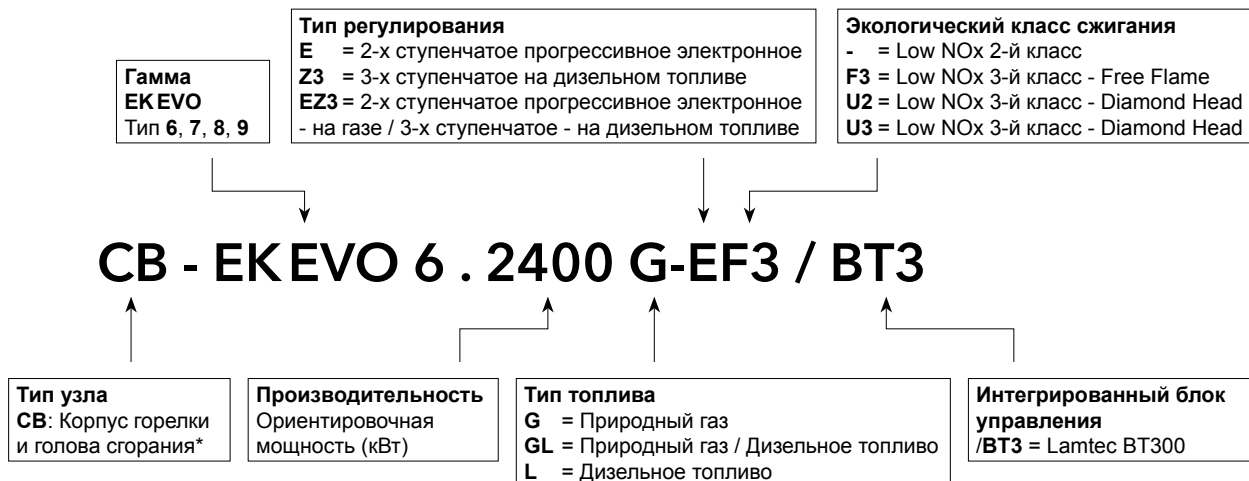 Гамма
EK EVO
Тип 6, 7, 8, 9
Тип регулирования
E = 2-х ступенчатое прогрессивное электронное
Z3 = 3-х ступенчатое на дизельном топливе
EZ3 = 2-х ступенчатое прогрессивное электронное
- на газе / 3-х ступенчатое - на дизельном топливе
Экологический класс сжигания
- = Low NOx 2-й класс
F3 = Low NOx 3-й класс - Free Flame
U2 = Low NOx 3-й класс - Diamond Head
U3 = Low NOx 3-й класс - Diamond Head
CB - EK EVO 6 . 2400 G-EF3 / BT3
Тип узла
CB: Корпус горелки
и голова сгорания*
Производительность
Ориентировочная
мощность (кВт)
Тип топлива
G = Природный газ
GL = Природный газ / Дизельное топливо
L = Дизельное топливо
Интегрированный блок
управления
/BT3 = Lamtec BT300